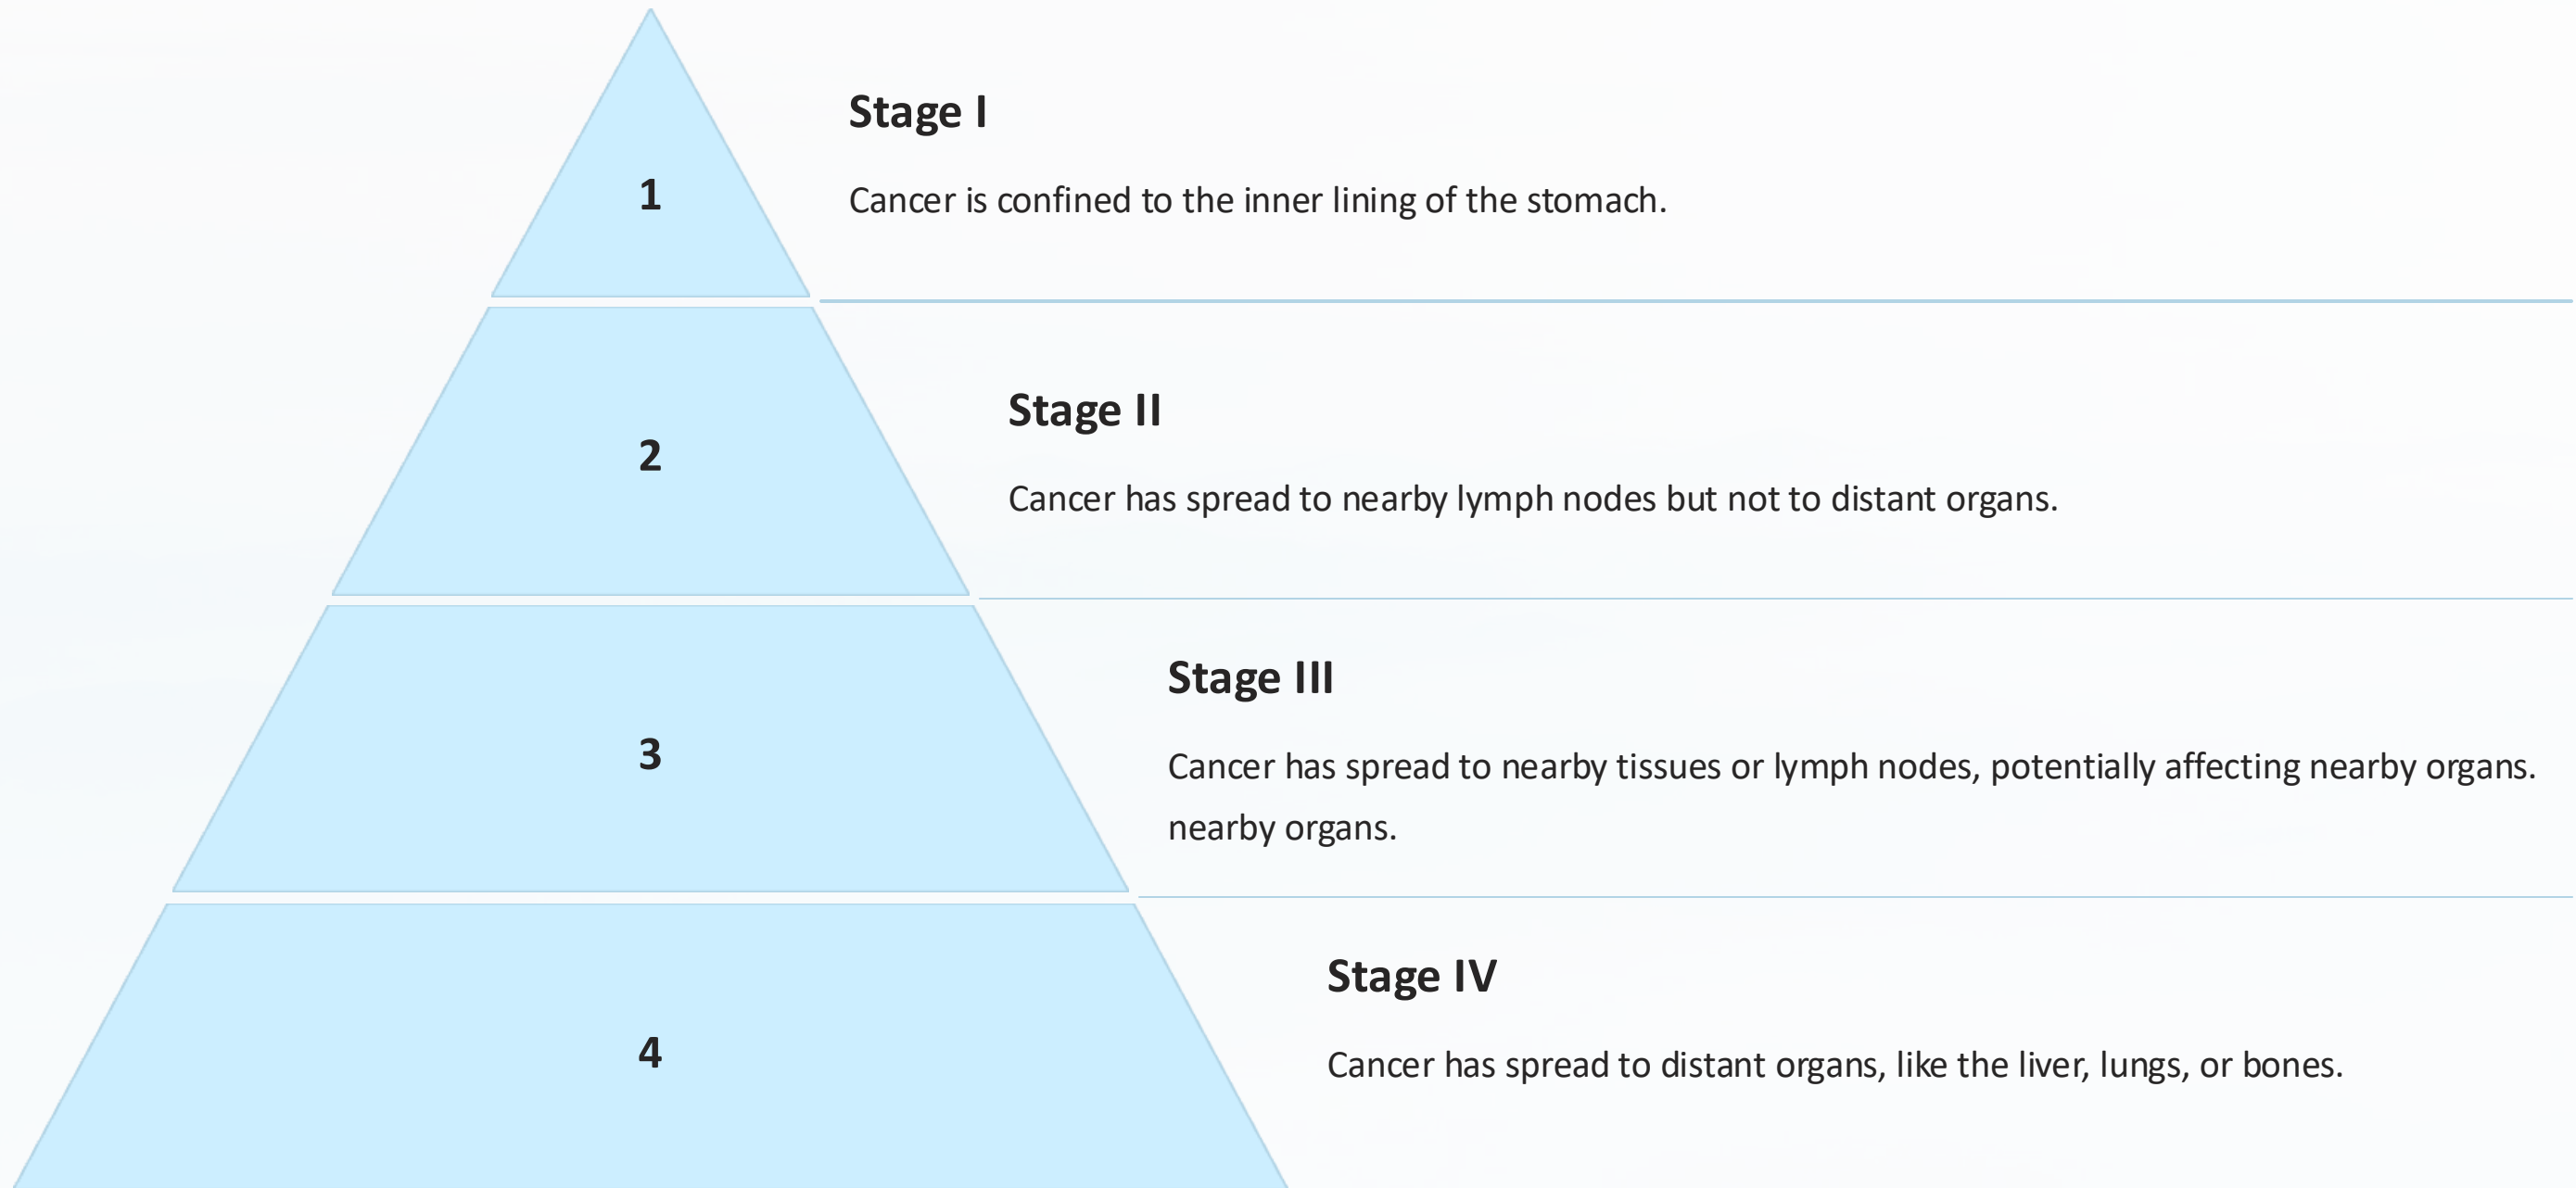 1
Stage I
Cancer is confined to the inner lining of the stomach.
2
Stage II
Cancer has spread to nearby lymph nodes but not to distant organs.
3
Stage III
Cancer has spread to nearby tissues or lymph nodes, potentially affecting nearby organs.
nearby organs.
4
Stage IV
Cancer has spread to distant organs, like the liver, lungs, or bones.